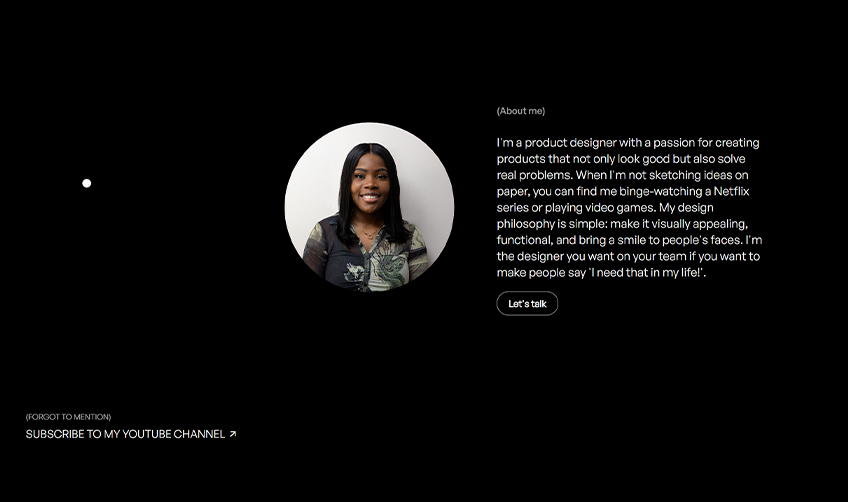 (About me)
I'm a product designer with a passion for creating
products that not only look good but also solve
real problems. When I'm not sketching ideas on
paper, you can find me binge-watching a Netflix
series or playing video games. My design
philosophy is simple: make it visually appealing,
functional, and bring a smile to people's faces. I'm
the designer you want on your team if you want to
make people say 'I need that in my life!'.
Let's talk
(FORGOT TO MENTION)
SUBSCRIBE TO MY YOUTUBE CHANNEL ↗